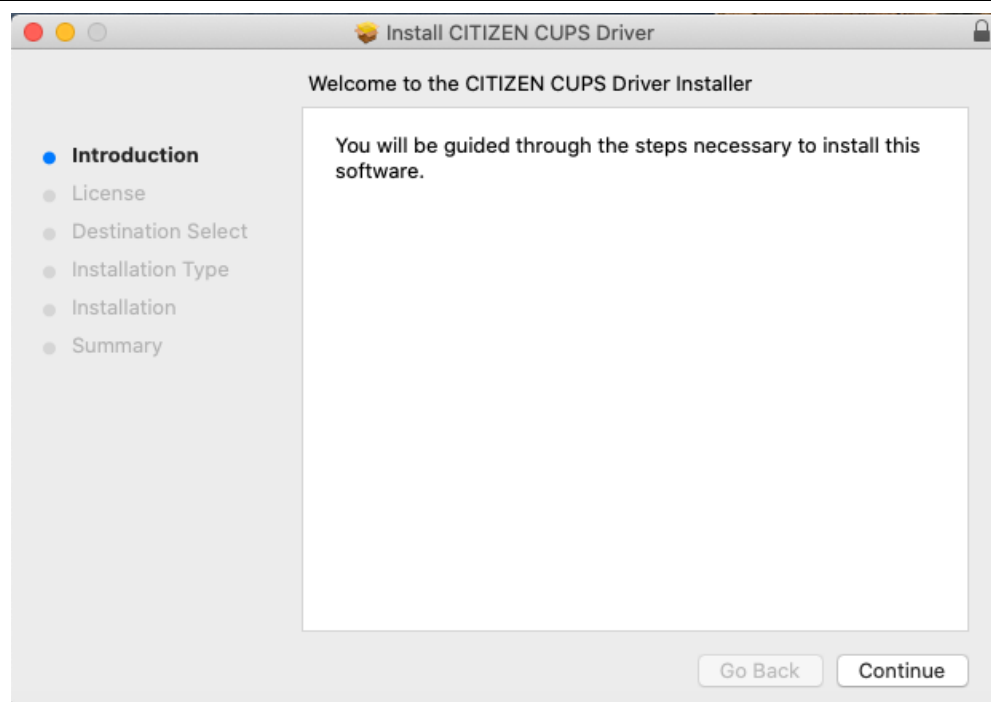 Install CITIZEN CUPS Driver
Welcome to the CITIZEN CUPS Driver Installer
Introduction
License
Destination Select
Installation Type
Installation
Summary
You will be guided through the steps necessary to install this
software.
Go Back
Continue